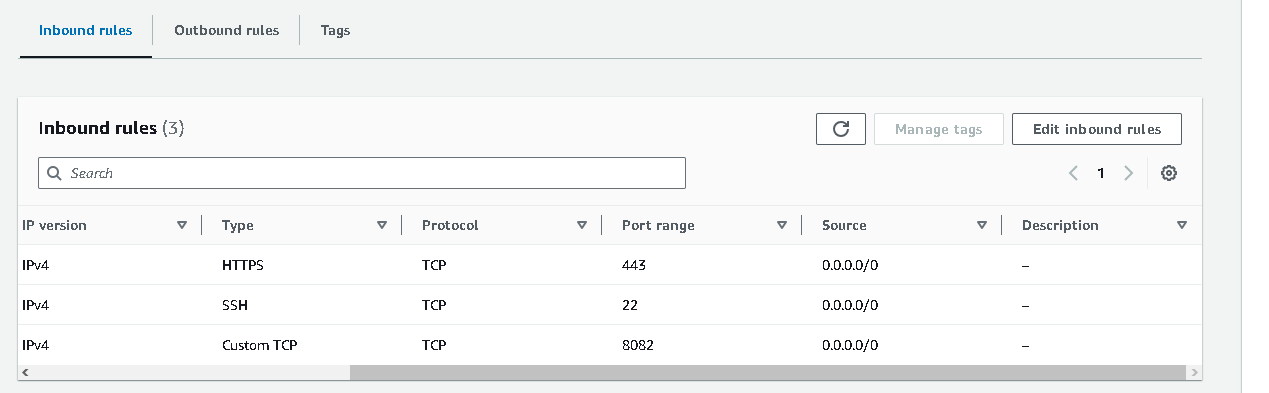 Inbound rules Outbound rules Tags
Inbound rules (3) Manage tags Edit inbound rules
Search 1
IP version Type Protocol Port range Source Description
IPv4 HTTPS TCP 443 0.0.0.0/0 –
IPv4 SSH TCP 22 0.0.0.0/0 –
IPv4 Custom TCP TCP 8082 0.0.0.0/0 –